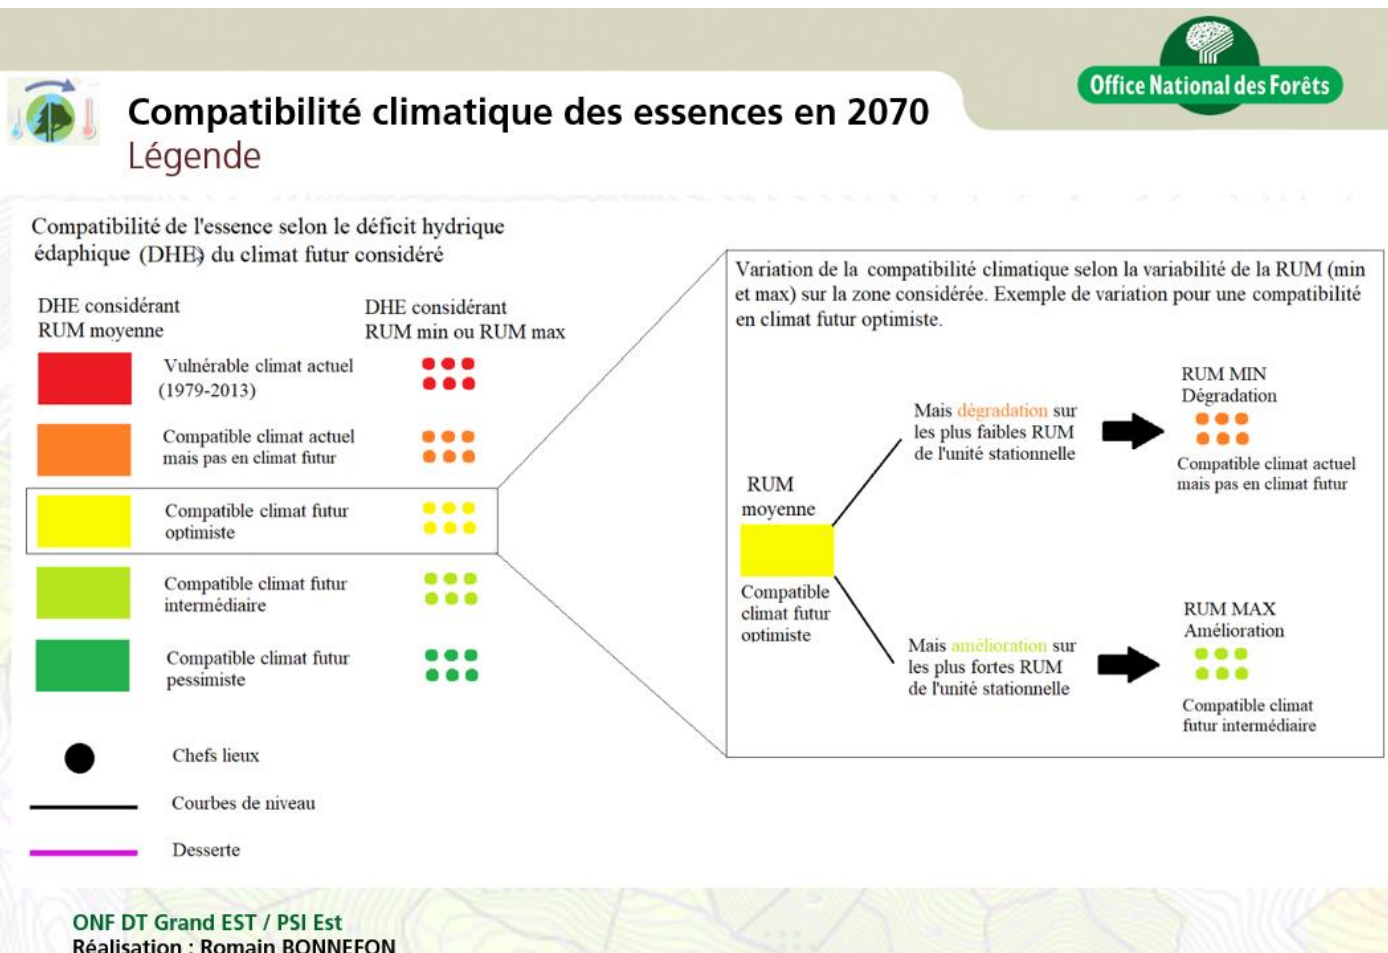 Office National des Forêts
Compatibilité climatique des essences en 2070
Légende
Compatibilité de l'essence selon le déficit hydrique
édaphique (DHE) du climat futur considéré
DHE considérant
RUM moyenne
DHE considérant
RUM min ou RUM max
Vulnérable climat actuel
(1979-2013)
Compatible climat actuel
mais pas en climat futur
Compatible climat futur
optimiste
Compatible climat futur
intermédiaire
Compatible climat futur
pessimiste
Chefs lieux
Courbes de niveau
Desserte
Variation de la compatibilité climatique selon la variabilité de la RUM (min
et max) sur la zone considérée. Exemple de variation pour une compatibilité
en climat futur optimiste.
RUM
moyenne
Compatible
climat futur
optimiste
Mais dégradation sur
les plus faibles RUM
de l'unité stationnelle
RUM MIN
Dégradation
Compatible climat actuel
mais pas en climat futur
Mais amélioration sur
les plus fortes RUM
de l'unité stationnelle
RUM MAX
Amélioration
Compatible climat
futur intermédiaire
ONF DT Grand EST / PSI Est
Réalisation : Romain BONNEFON